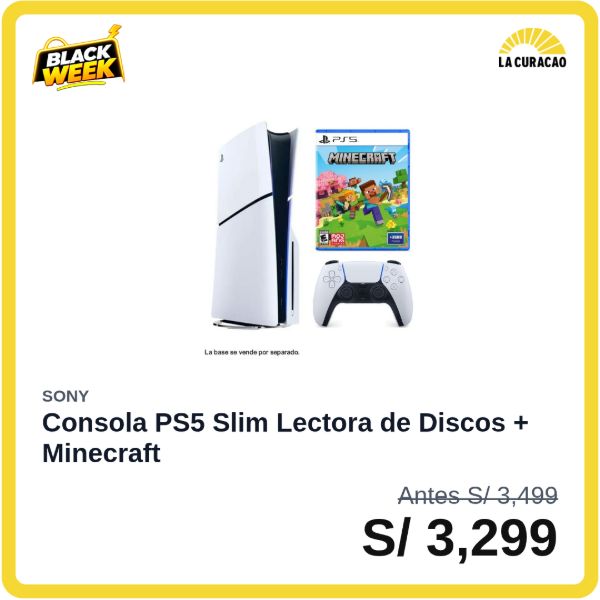 BLACK
WEEK
LA CURACAO
PS5
MINECRAFT
La base se vende por separado.
SONY
Consola PS5 Slim Lectora de Discos +
Minecraft
Antes S/ 3,499
S/ 3,299